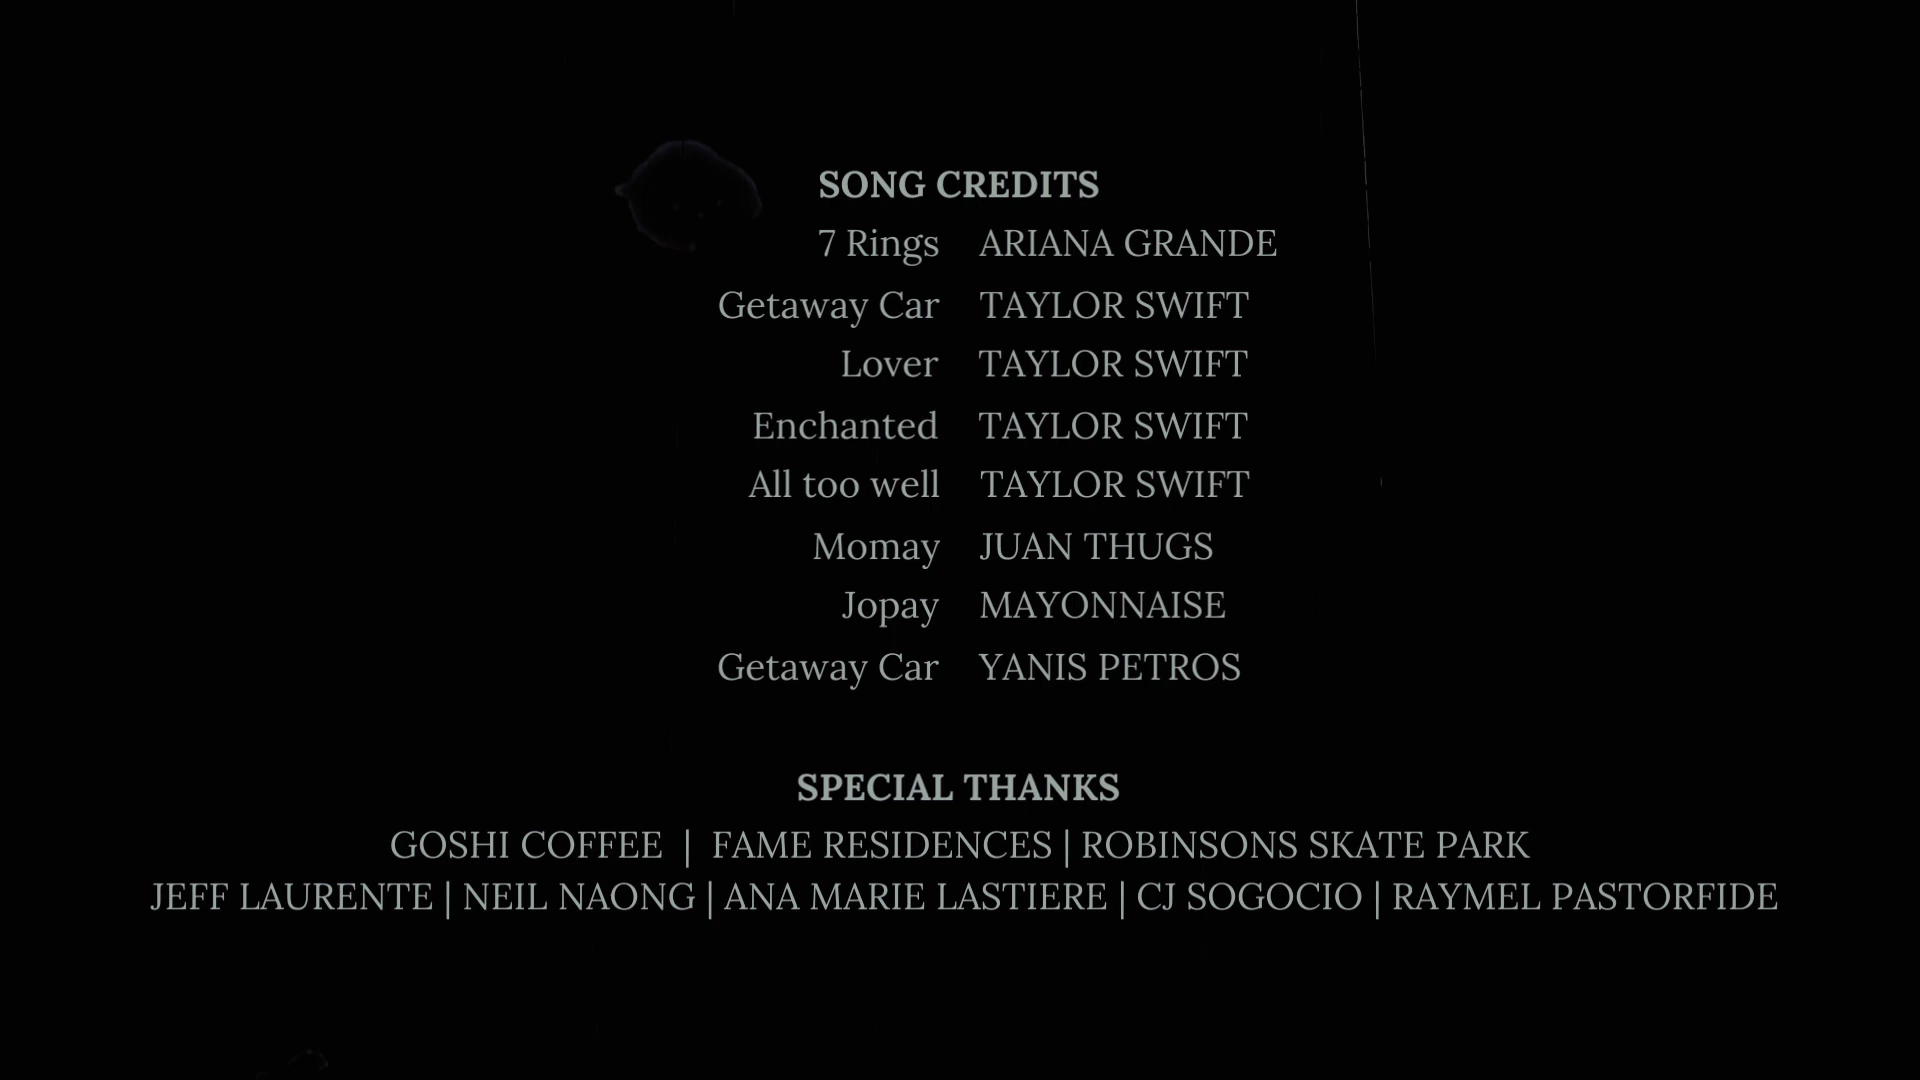 SONG CREDITS
7 Rings ARIANA GRANDE
Getaway Car TAYLOR SWIFT
Lover TAYLOR SWIFT
Enchanted TAYLOR SWIFT
All too well TAYLOR SWIFT
Momay JUAN THUGS
Jopay MAYONNAISE
Getaway Car YANIS PETROS
SPECIAL THANKS
GOSHI COFFEE | FAME RESIDENCES | ROBINSONS SKATE PARK
JEFF LAURENTE | NEIL NAONG | ANA MARIE LASTIERE | CJ SOGOCIO | RAYMEL PASTORFIDE